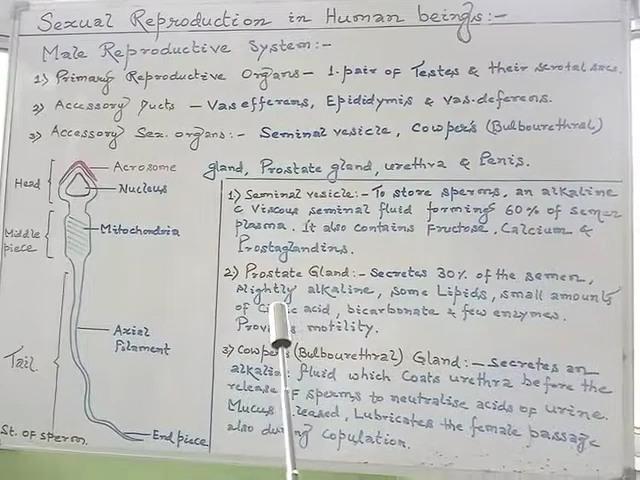 Sexual Reproduction in Human beings:-
Male Reproductive System:-
1) Primary Reproductive Organs- 1. pair of Testes & their scrotal sacs.
2) Accessory Ducts - Vas efferens, Epididymis & vas-deferens.
3) Accessory Sex. organs:- Seminal vesicle, Cowper's (Bulbourethral)
gland, Prostate gland, urethra & Penis.
Head
Acrosome
Nucleus
Middle
piece
Mitochondria
Tail
Axial
filament
End piece
St. of sperm.
1) Seminal vesicle:- To store sperms, an alkaline
& Viscous seminal fluid forming 60% of
plasma. It also contains Fructose, Calcium &
Prostaglandins.
2) Prostate Gland:- Secretes 30% of the semen,
slightly alkaline, some Lipids, small amounts
of acid, bicarbonate & few enzymes.
motility.
3) Cowper's (Bulbourethral) Gland:- Secretes an
fluid which Coats urethra before the
release sperms to neutralise acids of urine.
Mucus Lubricates the female passage
also copulation.